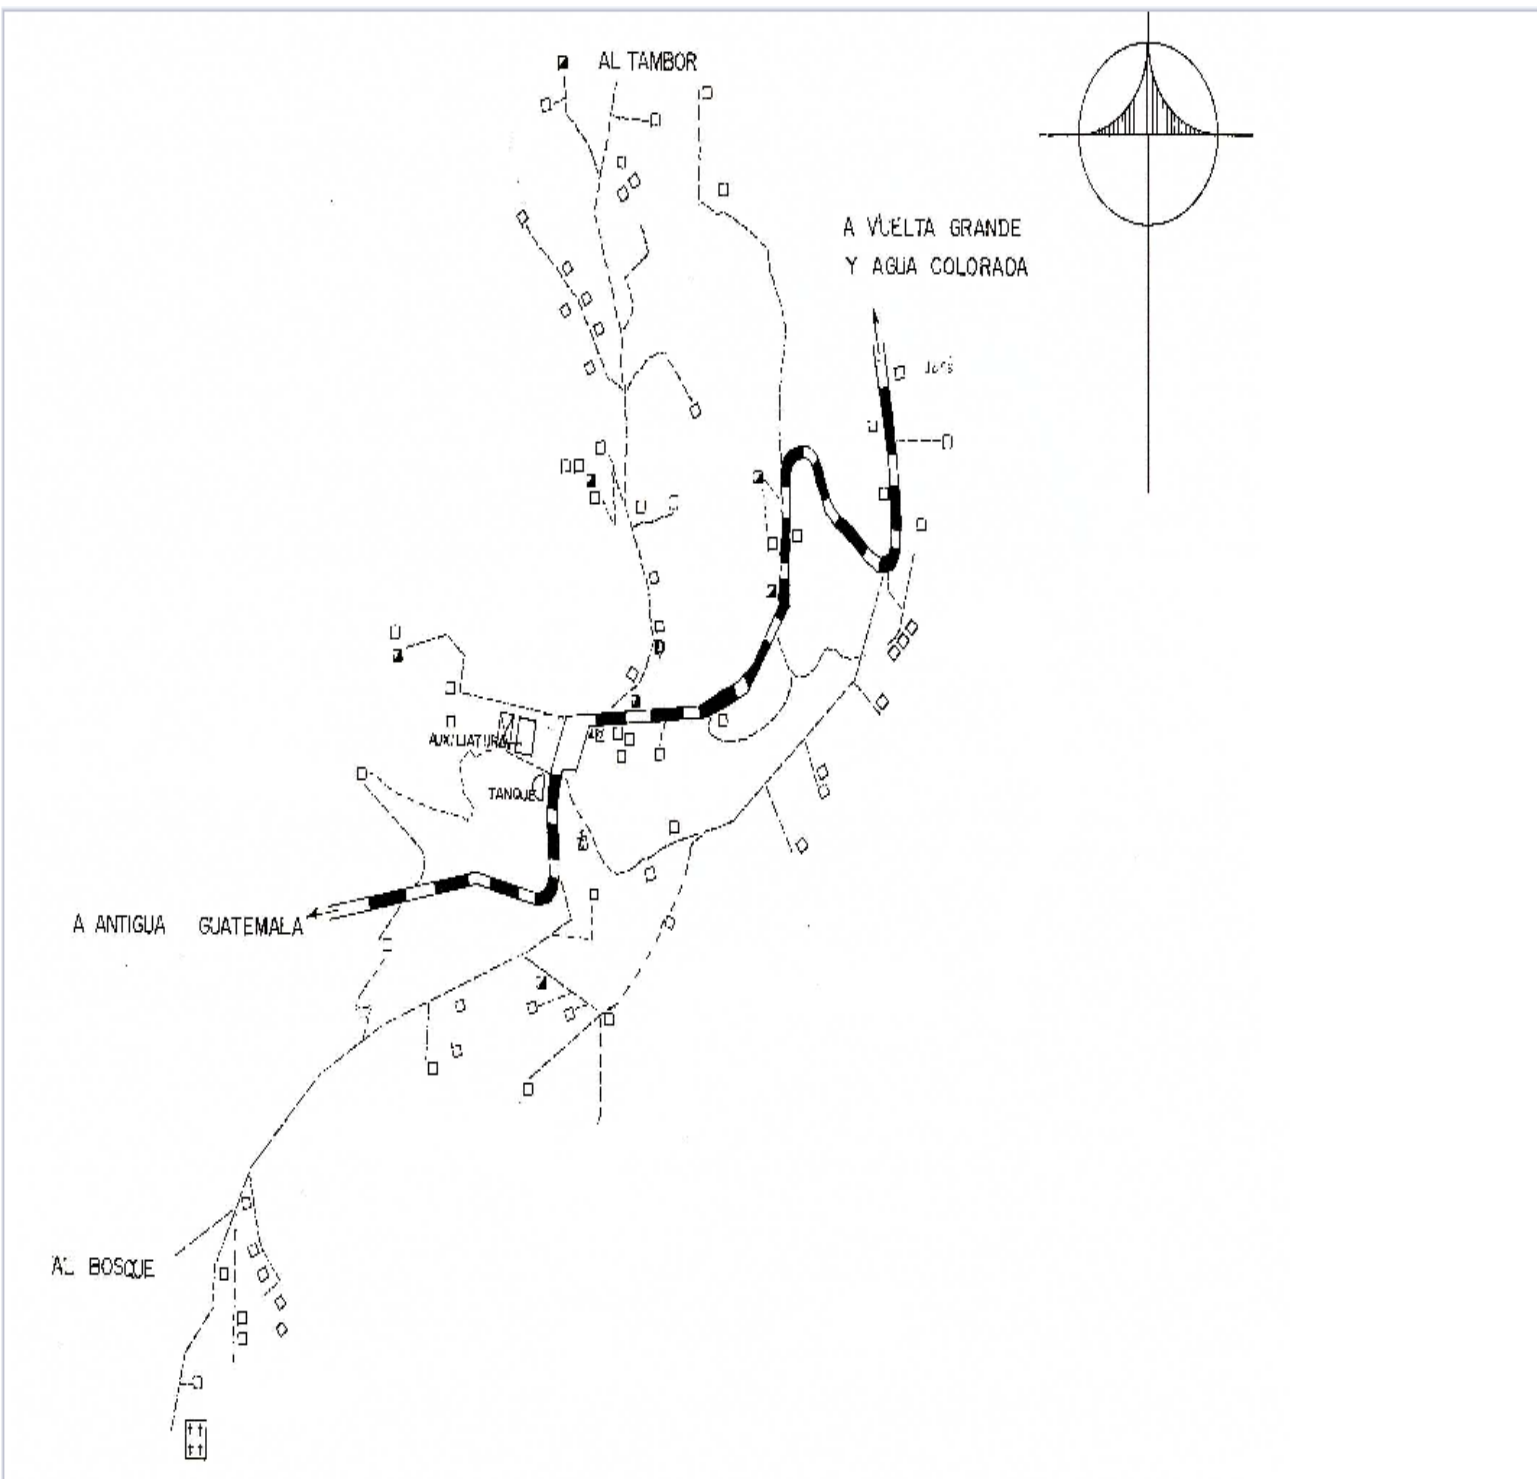 AL TAMBOR
A VUELTA GRANDE
Y AGUA COLORADA
AUXILIATURA
TANQUE
A ANTIGUA GUATEMALA
AL BOSQUE